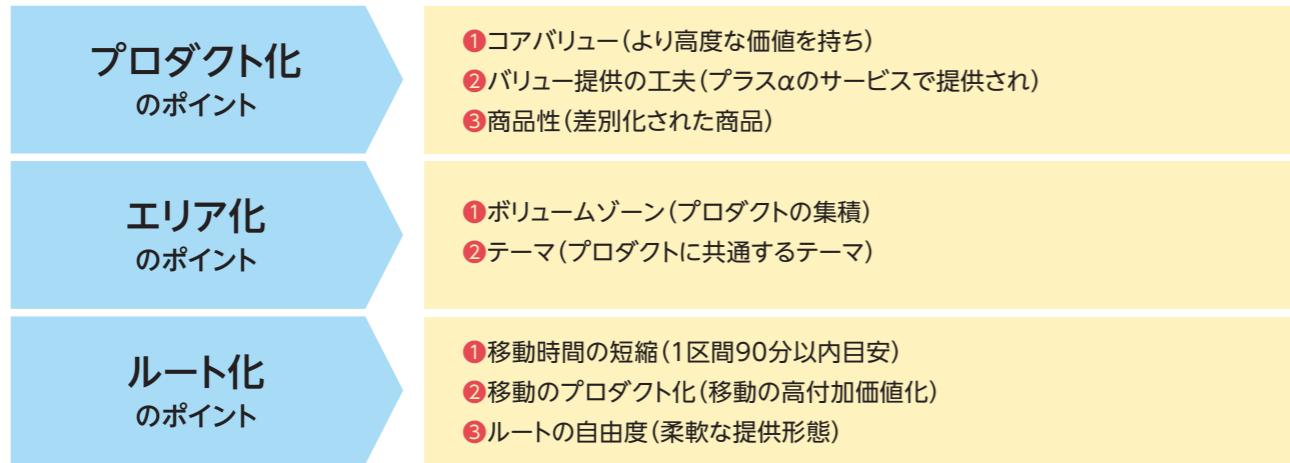 プロダクト化
のポイント
❶コアバリュー(より高度な価値を持ち)
❷バリュー提供の工夫(プラスαのサービスで提供され)
❸商品性(差別化された商品)
エリア化
のポイント
❶ボリュームゾーン(プロダクトの集積)
❷テーマ(プロダクトに共通するテーマ)
ルート化
のポイント
❶移動時間の短縮(1区間90分以内目安)
❷移動のプロダクト化(移動の高付加価値化)
❸ルートの自由度(柔軟な提供形態)